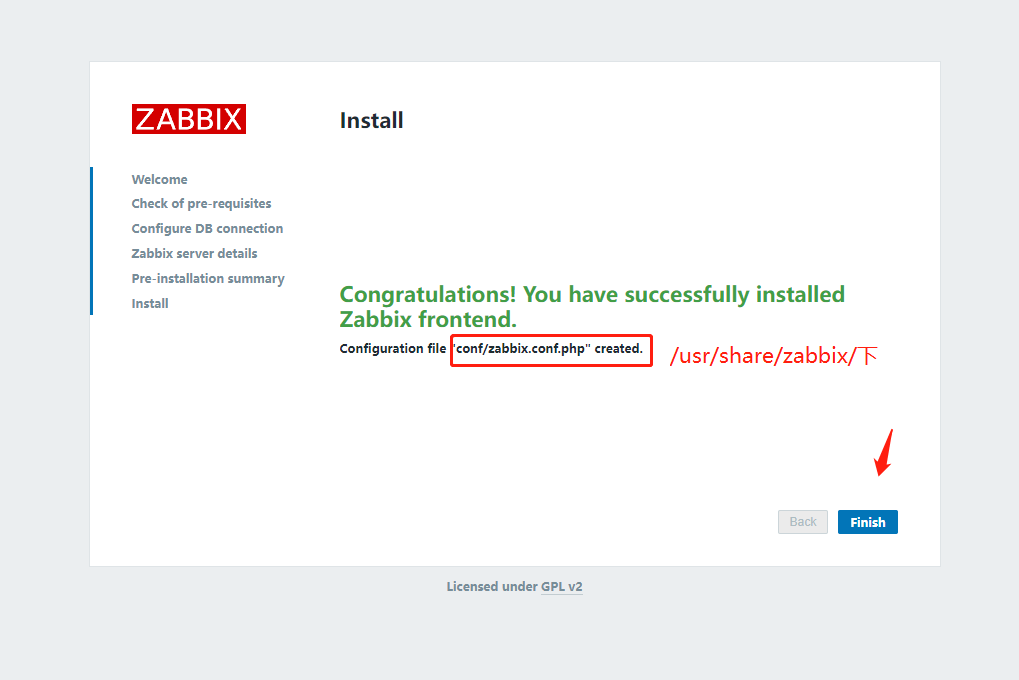 ZABBIX
Install
Welcome
Check of pre-requisites
Configure DB connection
Zabbix server details
Pre-installation summary
Install
Congratulations! You have successfully installed
Zabbix frontend.
Configuration file "conf/zabbix.conf.php" created.
/usr/share/zabbix/下
Back
Finish
Licensed under GPL v2